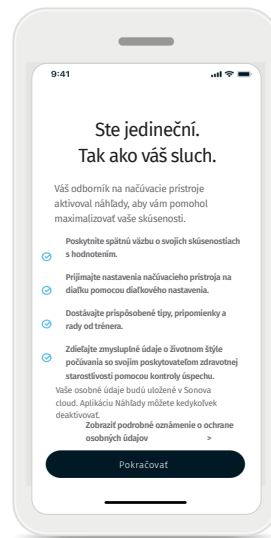 9:41
Ste jedineční.
Tak ako váš sluch.
Váš odborník na načúvacie prístroje
aktivoval náhľady, aby vám pomohol
maximalizovať vaše skúsenosti.
Poskytnite spätnú väzbu o svojich skúsenostiach
s hodnotením.
Prijímajte nastavenia načúvacieho prístroja na
diaľku pomocou diaľkového nastavenia.
Dostávajte prispôsobené tipy, pripomienky a
rady od trénera.
Zdieľajte zmysluplné údaje o životnom štýle
počúvania so svojím poskytovateľom zdravotnej
starostlivosti pomocou kontroly úspechu.
Vaše osobné údaje budú uložené v Sonova
cloud. Aplikáciu Náhľady môžete kedykoľvek
deaktivovať.
Zobraziť podrobné oznámenie o ochrane
osobných údajov >
Pokračovať